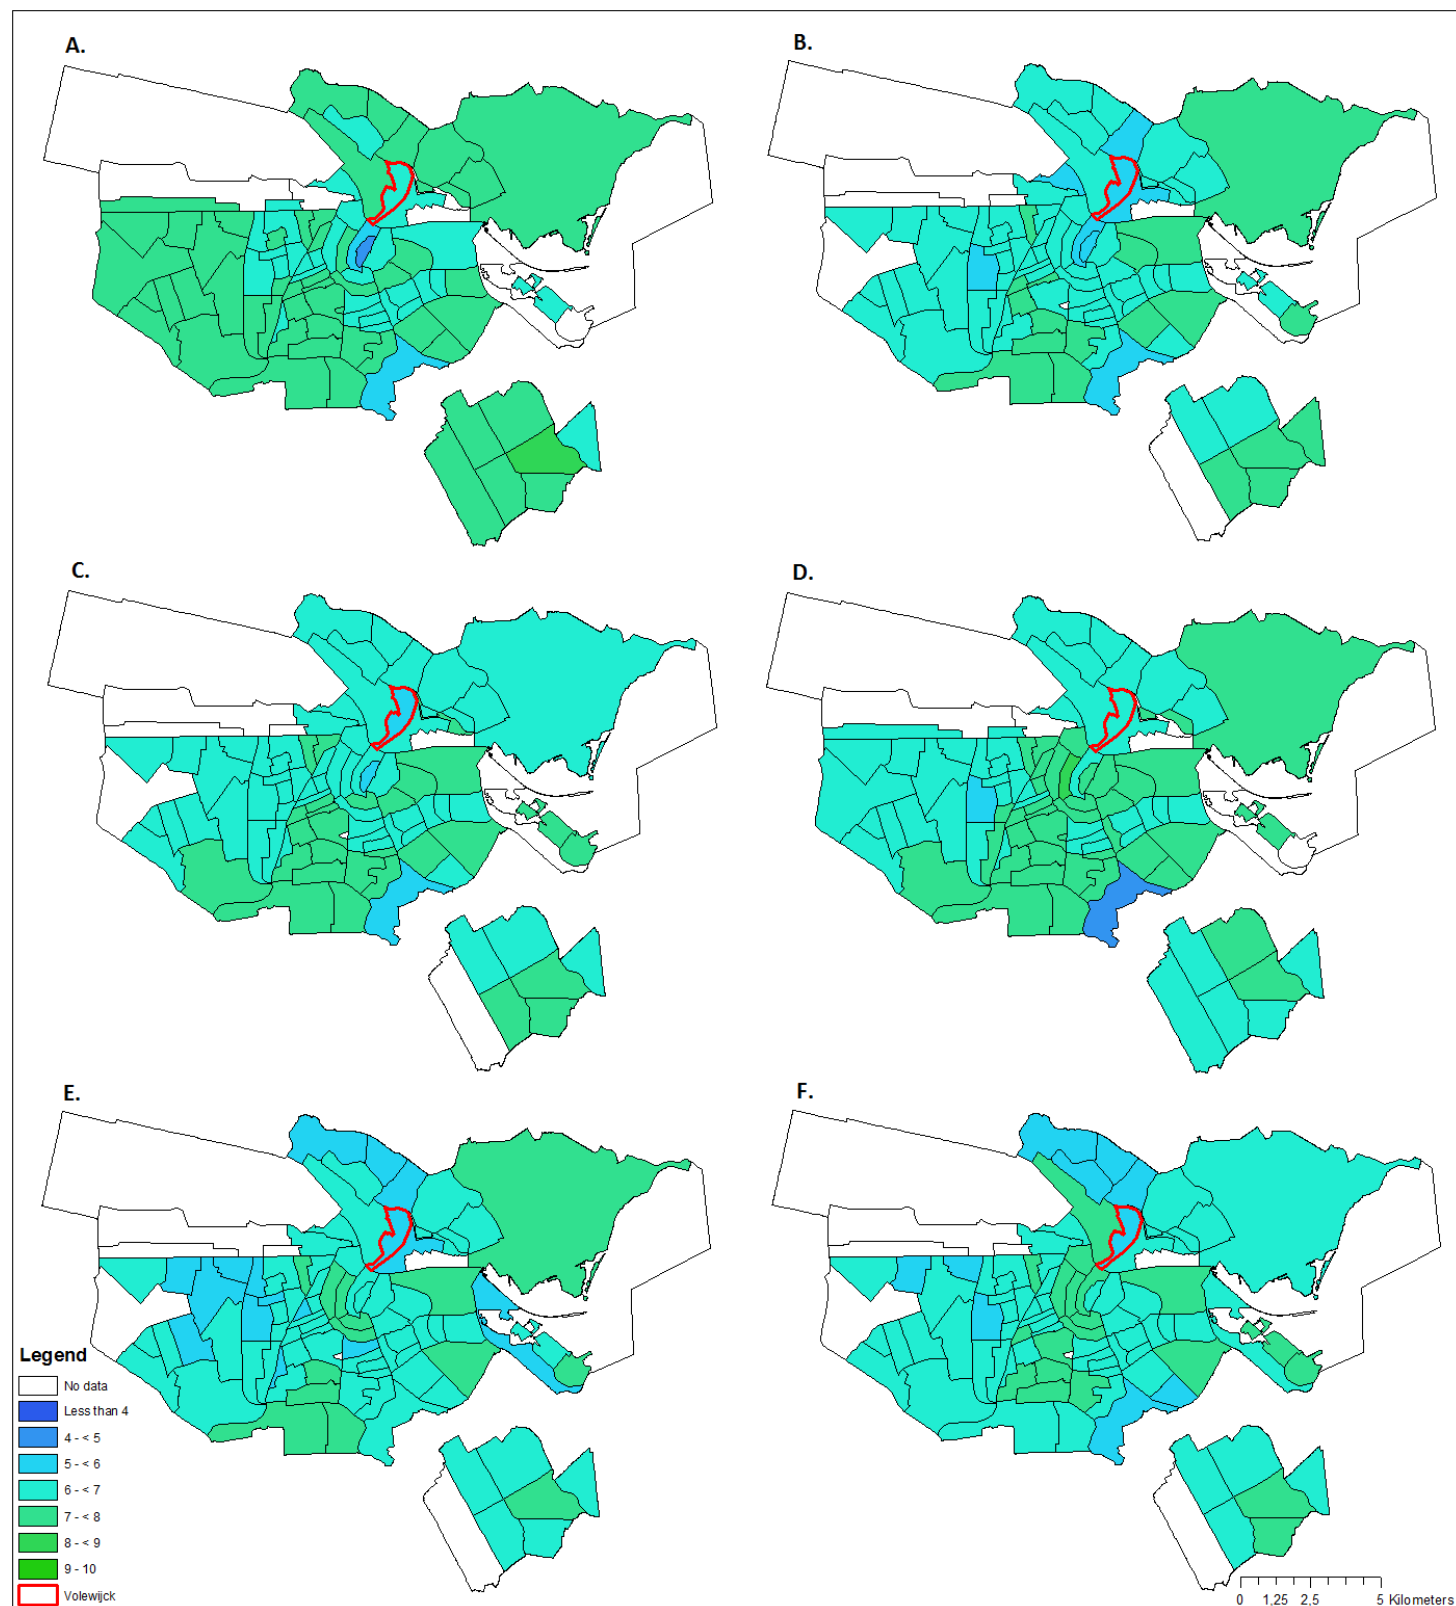 A.
B.
C.
D.
E.
F.
Legend
No data
Less than 4
4 - < 5
5 - < 6
6 - < 7
7 - < 8
8 - < 9
9 - 10
Volewijck
0 1,25 2,5 5 Kilometers